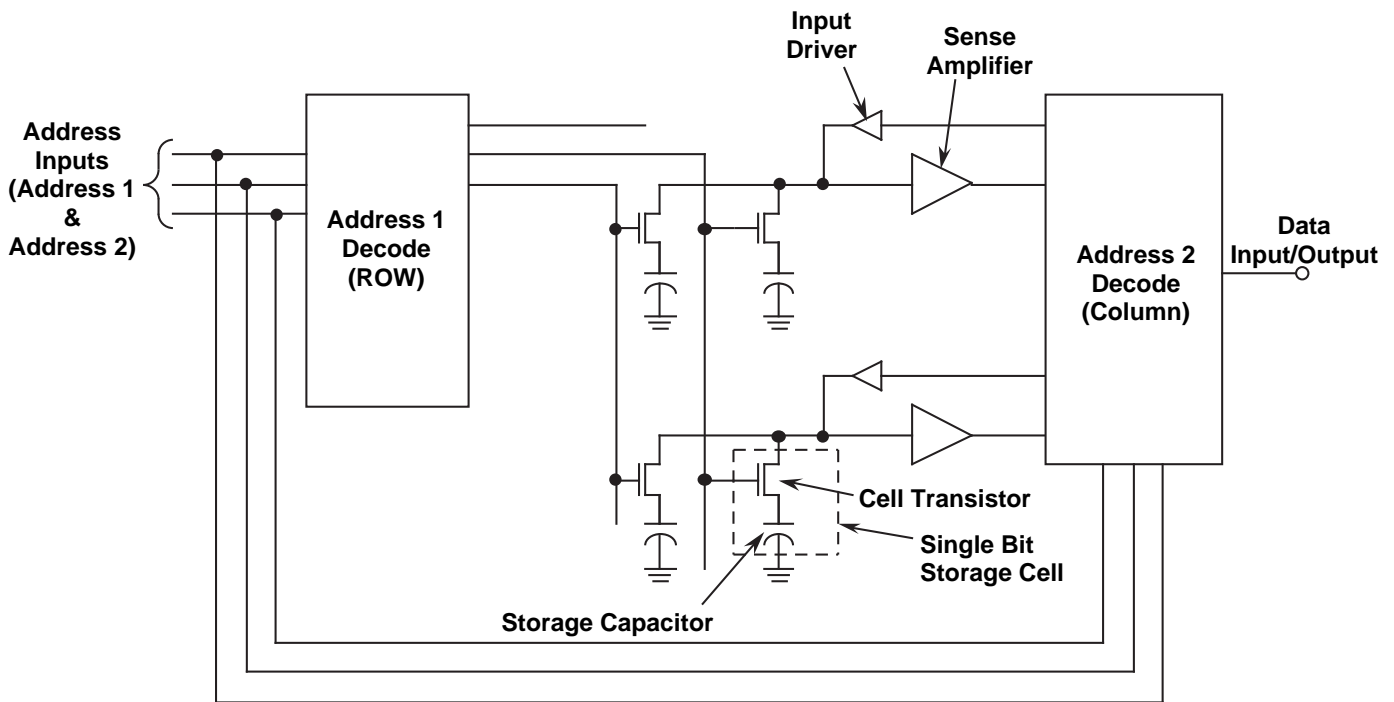 Input
Driver
Sense
Amplifier
Address
Inputs
(Address 1
&
Address 2)
Address 1
Decode
(ROW)
Address 2
Decode
(Column)
Data
Input/Output
Cell Transistor
Single Bit
Storage Cell
Storage Capacitor